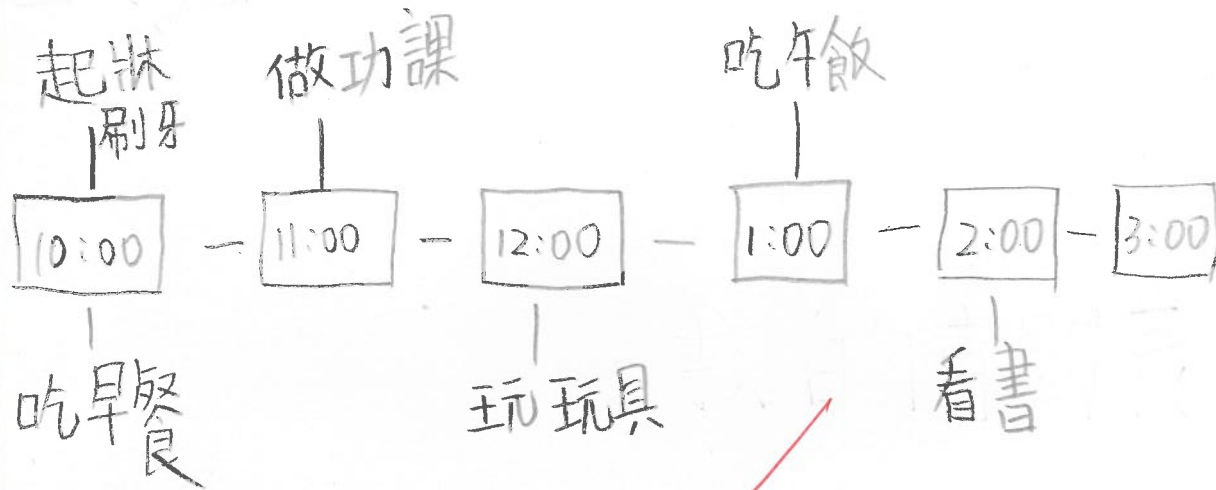 起牀 做功課 吃午飯
刷牙
10:00 — 11:00 — 12:00 — 1:00 — 2:00 — 3:00
吃早餐 玩玩具 看書